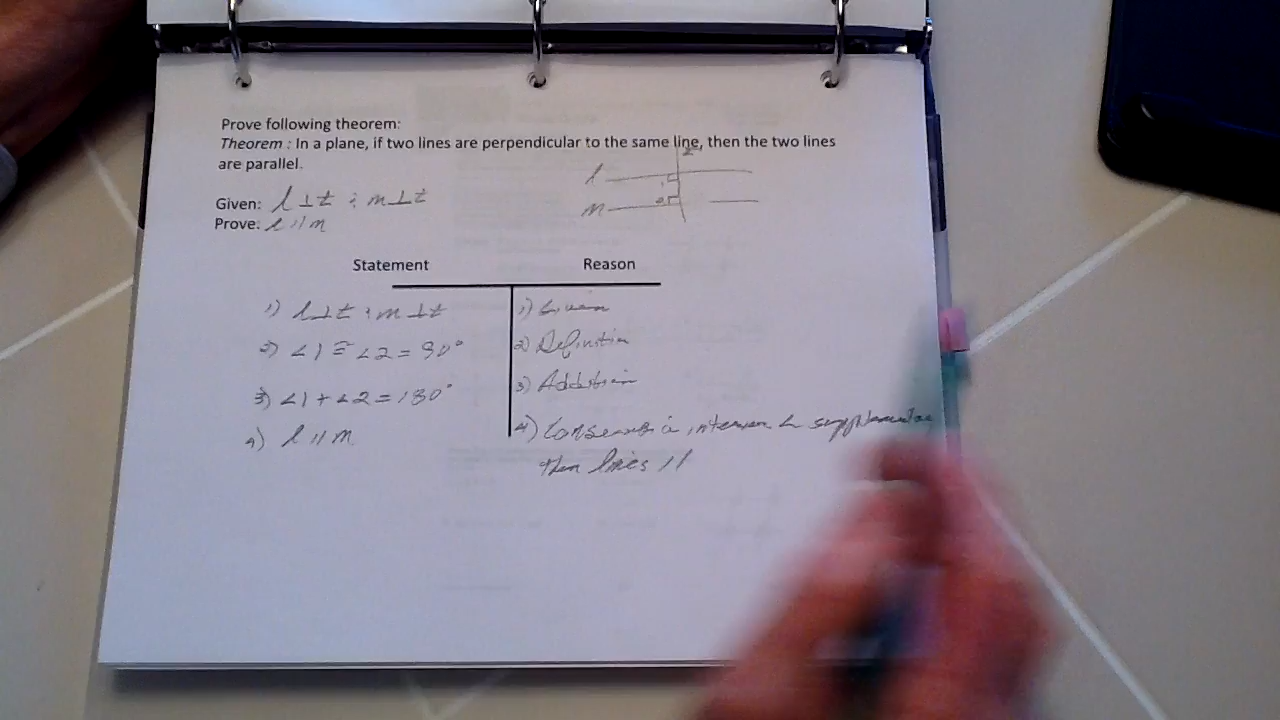 Prove following theorem:
Theorem : In a plane, if two lines are perpendicular to the same line, then the two lines
are parallel.
t
l
1
m
2
Given: l ⊥ t ; m ⊥ t
Prove: l // m
Statement Reason
1) l ⊥ t ; m ⊥ t 1) Given
2) ∠1 ≅ ∠2 = 90° 2) Definition
3) ∠1 + ∠2 = 180° 3) Addition
4) l // m 4) interior ∠ supplementary
then lines //